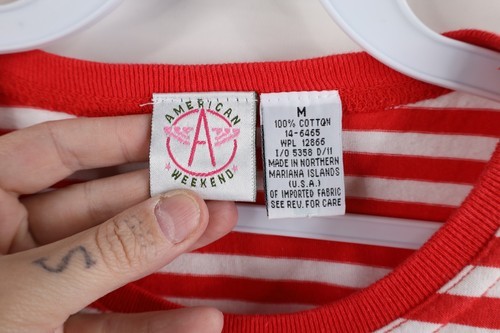 AMERICAN
A
WEEKEND
M
100% COTTON
14-6465
WPL 12866
I/O 5358 D/11
MADE IN NORTHERN
MARIANA ISLANDS
(U.S.A.)
OF IMPORTED FABRIC
SEE REV. FOR CARE
S